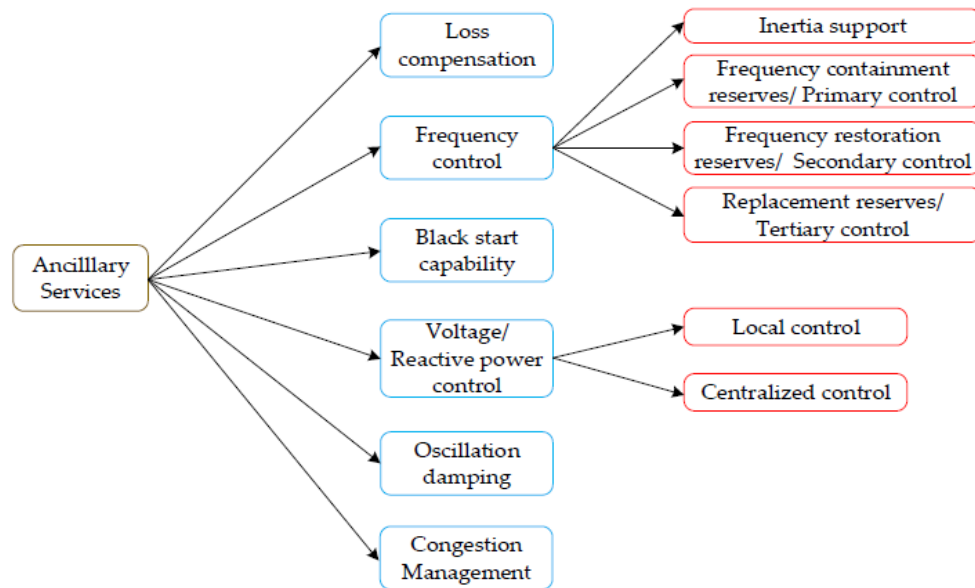 Ancilllary
Services
Loss
compensation
Frequency
control
Black start
capability
Voltage/
Reactive power
control
Oscillation
damping
Congestion
Management
Inertia support
Frequency containment
reserves/ Primary control
Frequency restoration
reserves/ Secondary control
Replacement reserves/
Tertiary control
Local control
Centralized control